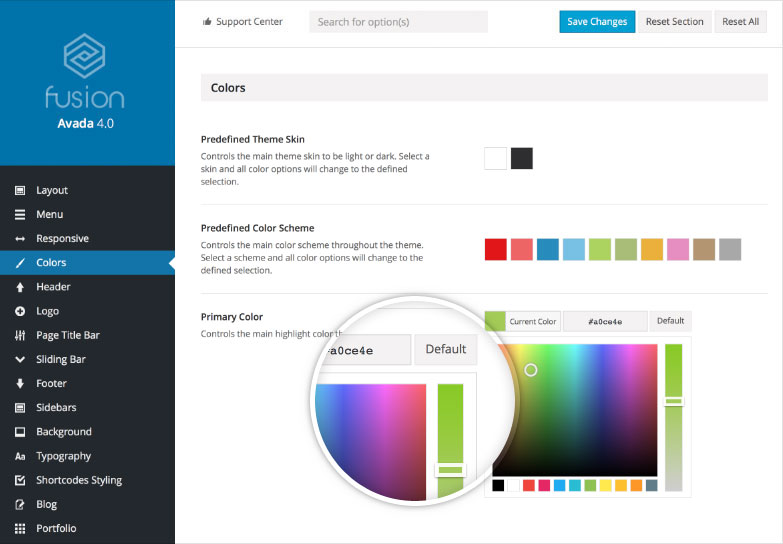 Support Center
Search for option(s)
Save Changes
Reset Section
Reset All
fusion
Avada 4.0
Layout
Menu
Responsive
Colors
Header
Logo
Page Title Bar
Sliding Bar
Footer
Sidebars
Background
Typography
Shortcodes Styling
Blog
Portfolio
Colors
Predefined Theme Skin
Controls the main theme skin to be light or dark. Select a
skin and all color options will change to the defined
selection.
Predefined Color Scheme
Controls the main color scheme throughout the theme.
Select a scheme and all color options will change to the
defined selection.
Primary Color
Controls the main highlight color
Current Color
#a0ce4e
Default
#a0ce4e
Default